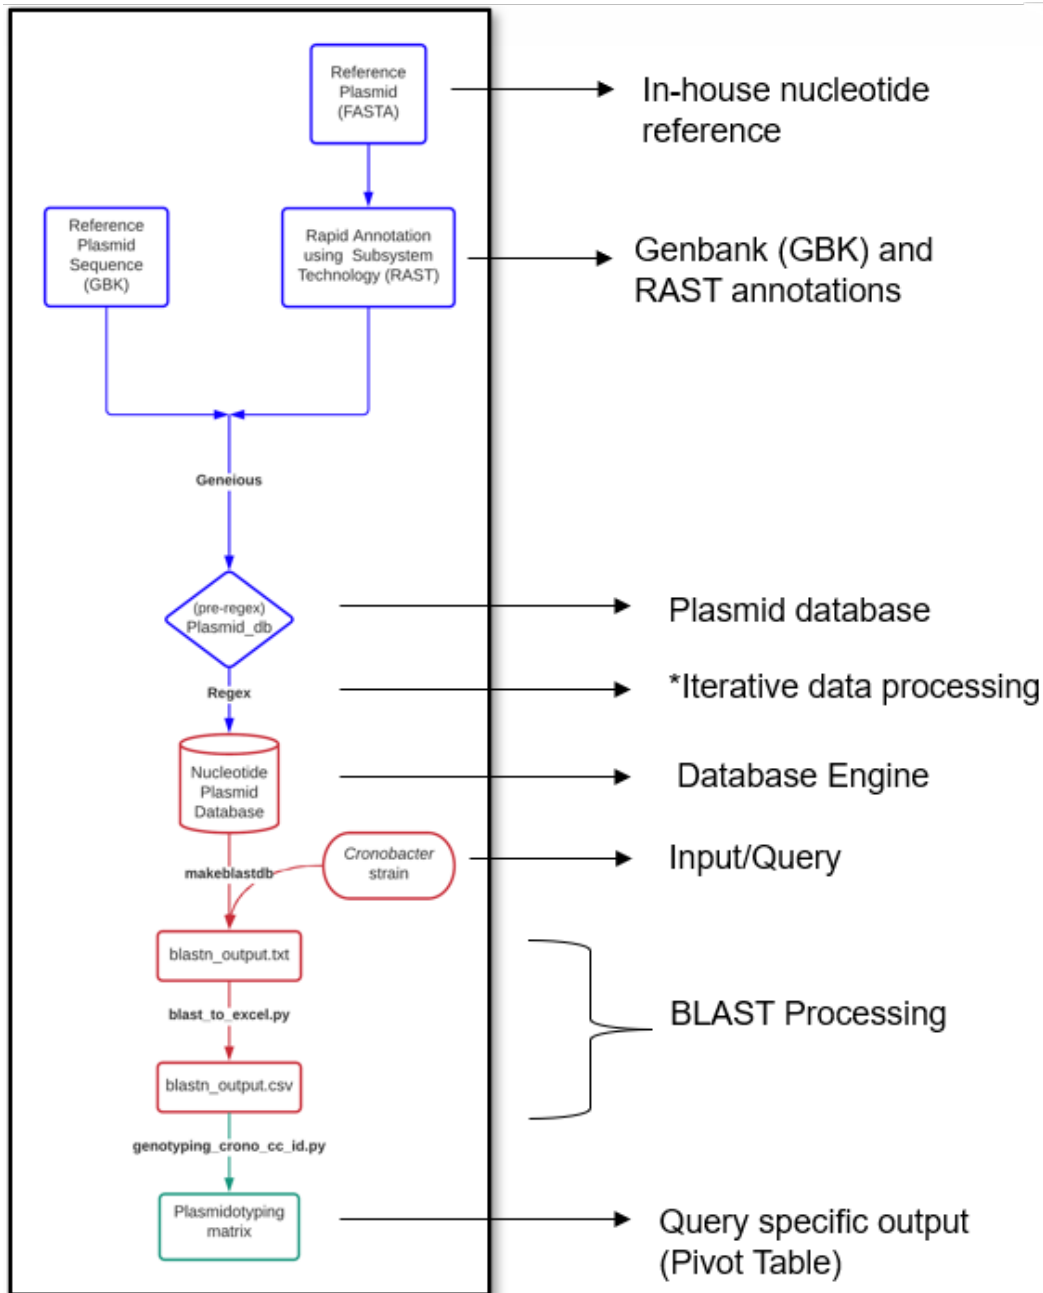 Reference
Plasmid
(FASTA)
In-house nucleotide
reference
Reference
Plasmid
Sequence
(GBK)
Rapid Annotation
using Subsystem
Technology (RAST)
Genbank (GBK) and
RAST annotations
Geneious
(pre-regex)
Plasmid_db
Plasmid database
Regex
*Iterative data processing
Nucleotide
Plasmid
Database
Database Engine
makeblastdb
Cronobacter
strain
Input/Query
blastn_output.txt
blast_to_excel.py
BLAST Processing
blastn_output.csv
genotyping_crono_cc_id.py
Plasmidotyping
matrix
Query specific output
(Pivot Table)